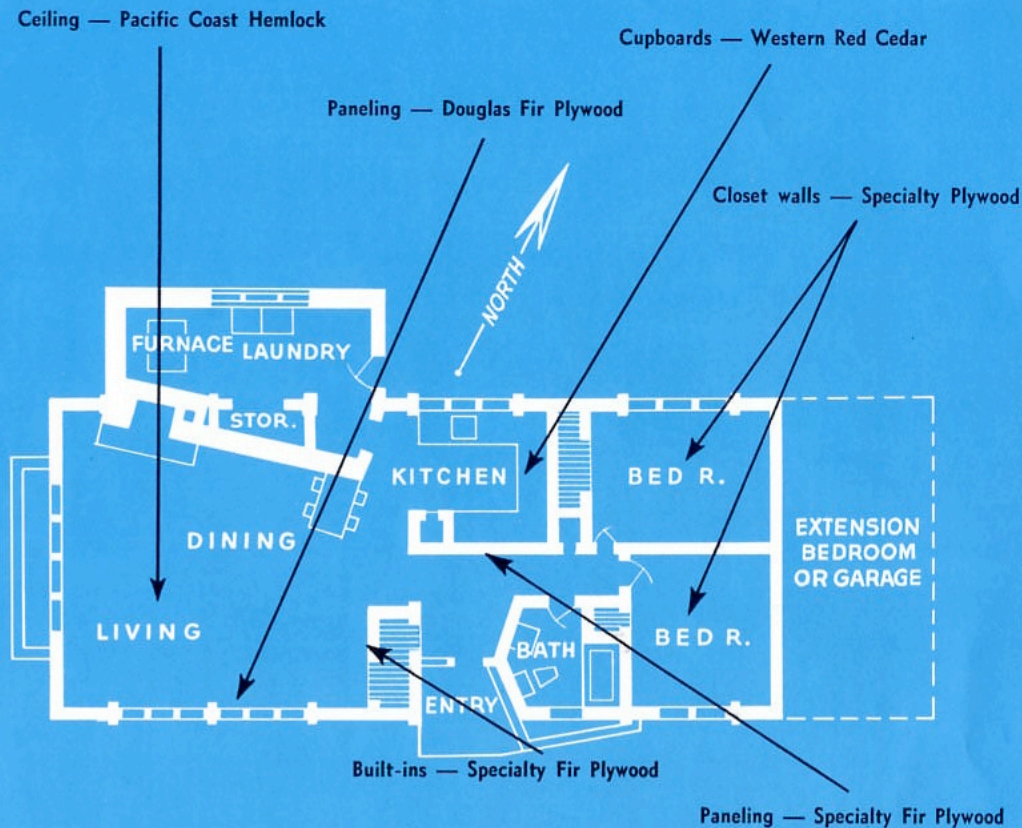 Ceiling — Pacific Coast Hemlock
Cupboards — Western Red Cedar
Paneling — Douglas Fir Plywood
Closet walls — Specialty Plywood
NORTH
FURNACE
LAUNDRY
STOR.
KITCHEN
BED R.
DINING
EXTENSION
BEDROOM
OR GARAGE
LIVING
BATH
BED R.
ENTRY
Built-ins — Specialty Fir Plywood
Paneling — Specialty Fir Plywood